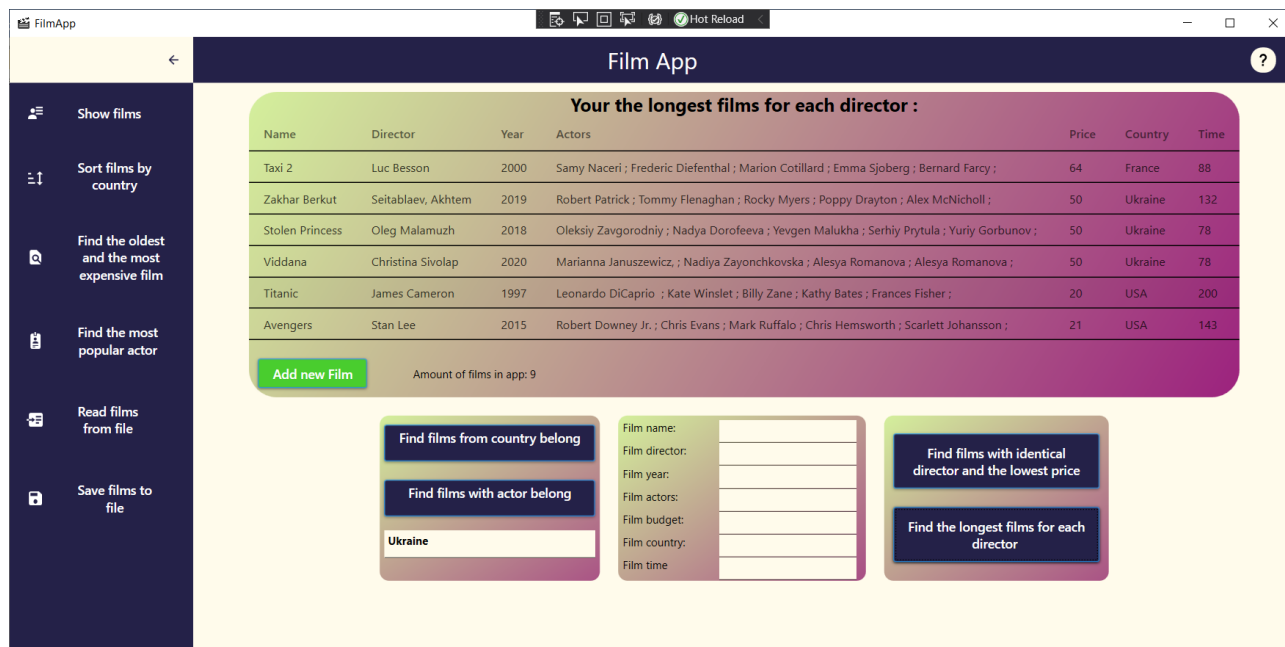 FilmApp
Hot Reload
Film App
?
Show films
Sort films by
country
Find the oldest
and the most
expensive film
Find the most
popular actor
Read films
from file
Save films to
file
Your the longest films for each director :
Name Director Year Actors Price Country Time
Taxi 2 Luc Besson 2000 Samy Naceri ; Frederic Diefenthal ; Marion Cotillard ; Emma Sjoberg ; Bernard Farcy ; 64 France 88
Zakhar Berkut Seitablaev, Akhtem 2019 Robert Patrick ; Tommy Flenaghan ; Rocky Myers ; Poppy Drayton ; Alex McNicholl ; 50 Ukraine 132
Stolen Princess Oleg Malamuzh 2018 Oleksiy Zavgorodniy ; Nadya Dorofeeva ; Yevgen Malukha ; Serhiy Prytula ; Yuriy Gorbunov ; 50 Ukraine 78
Viddana Christina Sivolap 2020 Marianna Januszewicz, ; Nadiya Zayonchkovska ; Alesya Romanova ; Alesya Romanova ; 50 Ukraine 78
Titanic James Cameron 1997 Leonardo DiCaprio ; Kate Winslet ; Billy Zane ; Kathy Bates ; Frances Fisher ; 20 USA 200
Avengers Stan Lee 2015 Robert Downey Jr. ; Chris Evans ; Mark Ruffalo ; Chris Hemsworth ; Scarlett Johansson ; 21 USA 143
Add new Film Amount of films in app: 9
Find films from country belong
Find films with actor belong
Ukraine
Film name:
Film director:
Film year:
Film actors:
Film budget:
Film country:
Film time
Find films with identical
director and the lowest price
Find the longest films for each
director